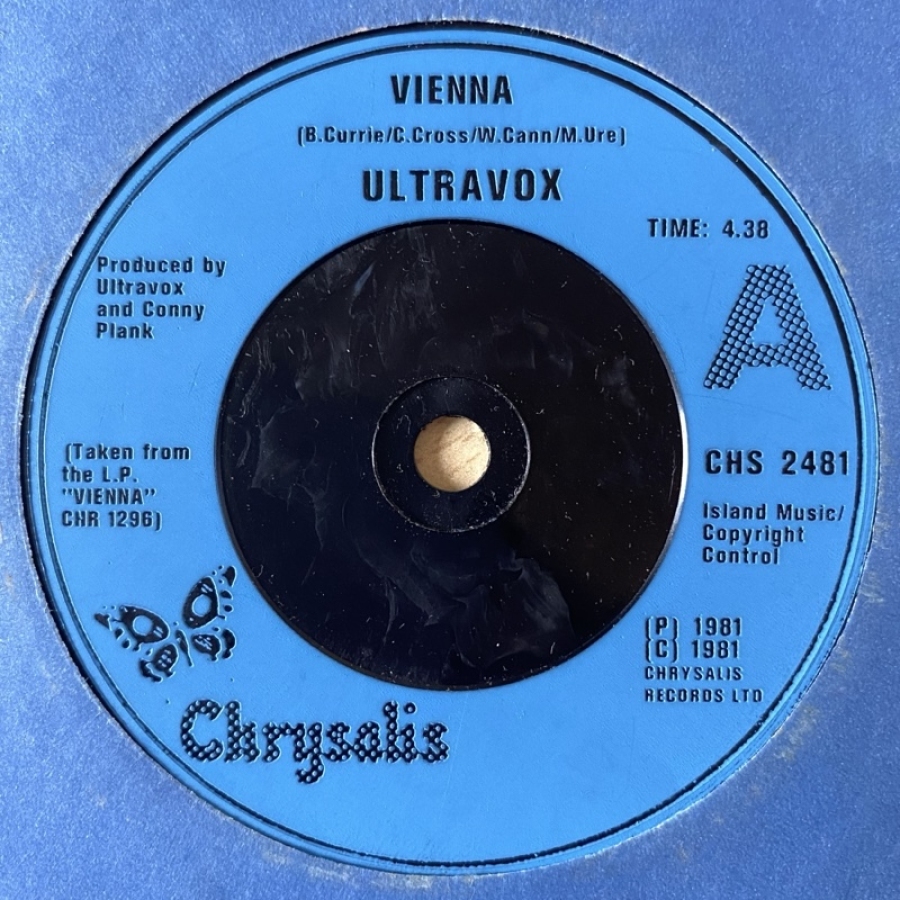 VIENNA
(B.Currie/C.Cross/W.Cann/M.Ure)
ULTRAVOX
TIME: 4.38
Produced by
Ultravox
and Conny
Plank
A
(Taken from
the L.P.
"VIENNA"
CHR 1296)
CHS 2481
Island Music/
Copyright
Control
(P) 1981
(C) 1981
CHRYSALIS
RECORDS LTD
Chrysalis